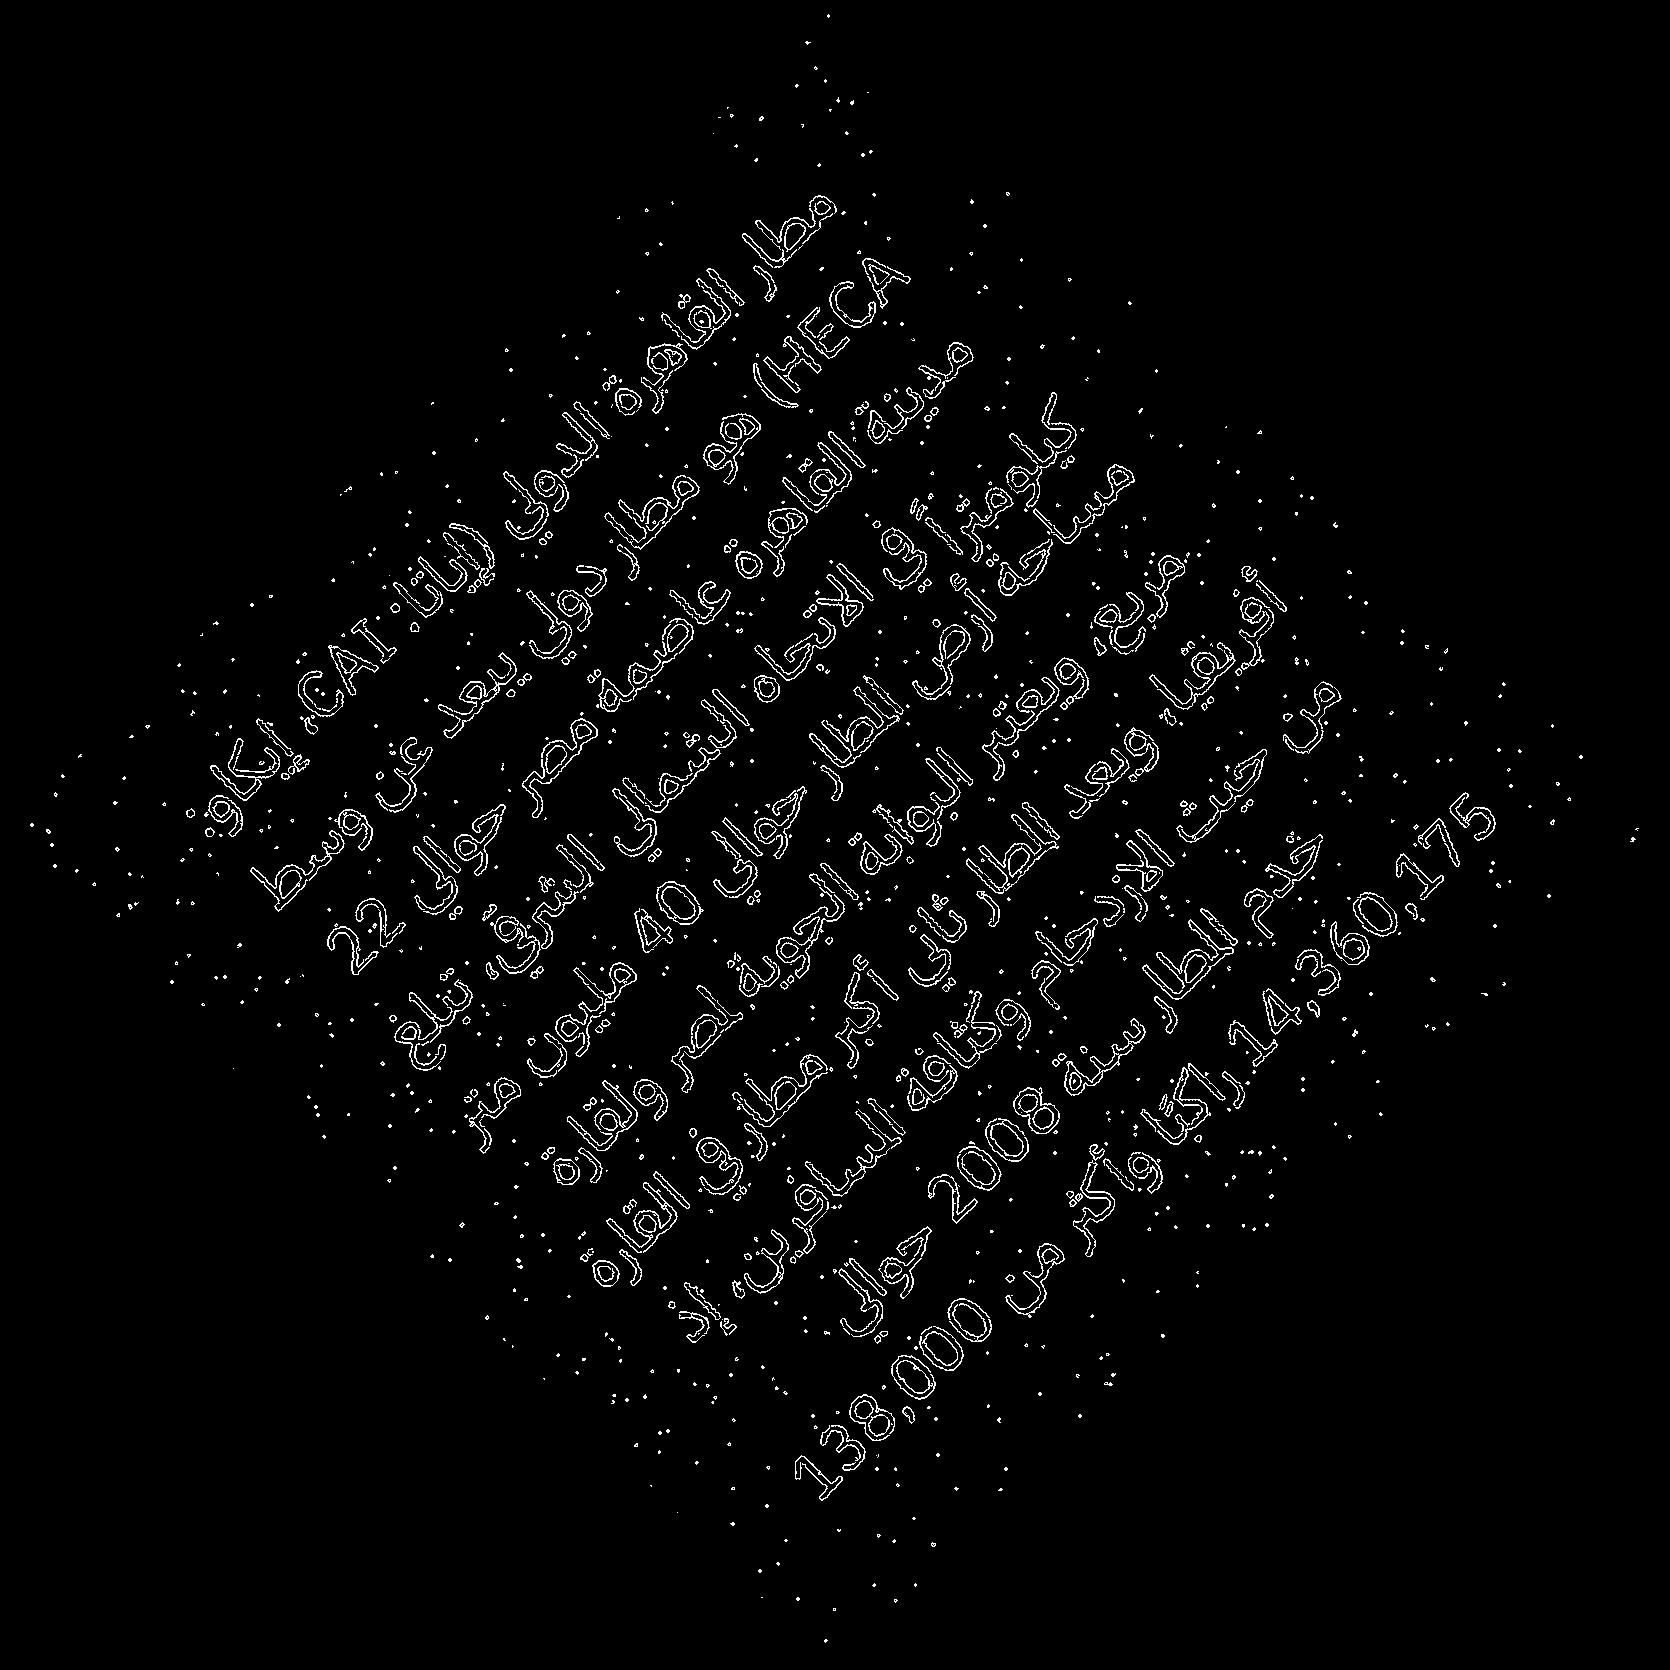 مطار القاهرة الدولي (إياتا: CAI، إيكاو:
HECA) هو مطار دولي يبعد عن وسط
مدينة القاهرة عاصمة مصر حوالي 22
كيلومتراً في الاتجاه الشمالي الشرقي، تبلغ
مساحة أرض المطار حوالي 40 مليون متر
مربع، ويعتبر البوابة الجوية لمصر ولقارة
أفريقيا، ويعد المطار ثاني أكبر مطار في القارة
من حيث الازدحام وكثافة المسافرين، إذ
خدم المطار سنة 2008 حوالي
14,360,175 راكبًا وأكثر من 138,000